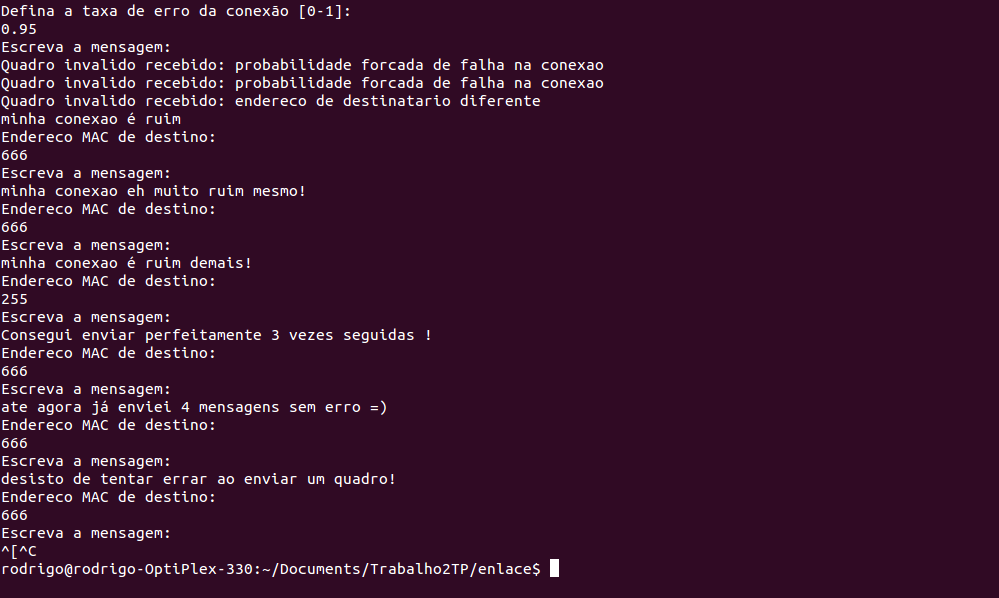 Defina a taxa de erro da conexão [0-1]:
0.95
Escreva a mensagem:
Quadro invalido recebido: probabilidade forcada de falha na conexao
Quadro invalido recebido: probabilidade forcada de falha na conexao
Quadro invalido recebido: endereco de destinatario diferente
minha conexao é ruim
Endereco MAC de destino:
666
Escreva a mensagem:
minha conexao eh muito ruim mesmo!
Endereco MAC de destino:
666
Escreva a mensagem:
minha conexao é ruim demais!
Endereco MAC de destino:
255
Escreva a mensagem:
Consegui enviar perfeitamente 3 vezes seguidas !
Endereco MAC de destino:
666
Escreva a mensagem:
ate agora já enviei 4 mensagens sem erro =)
Endereco MAC de destino:
666
Escreva a mensagem:
desisto de tentar errar ao enviar um quadro!
Endereco MAC de destino:
666
Escreva a mensagem:
^[^C
rodrigo@rodrigo-OptiPlex-330:~/Documents/Trabalho2TP/enlace$